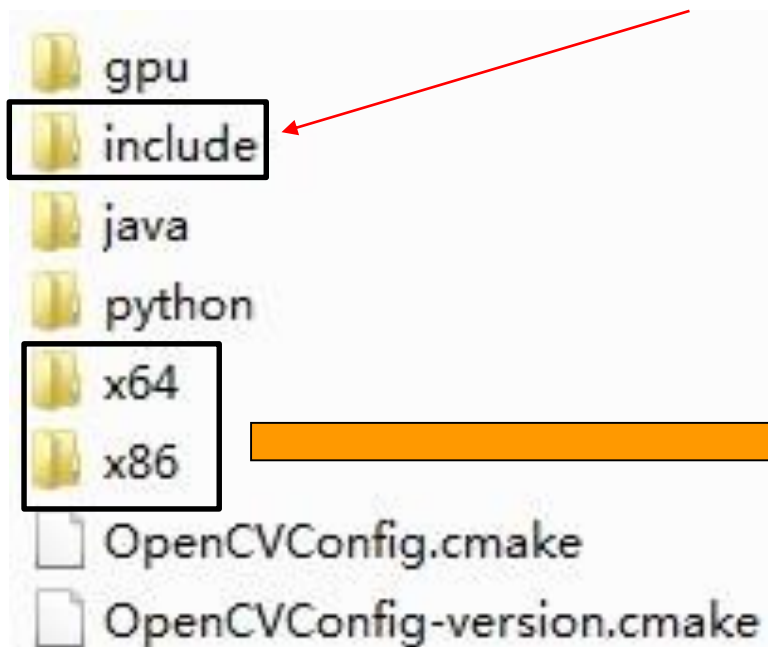 gpu
include
java
python
x64
x86
OpenCVConfig.cmake
OpenCVConfig-version.cmake